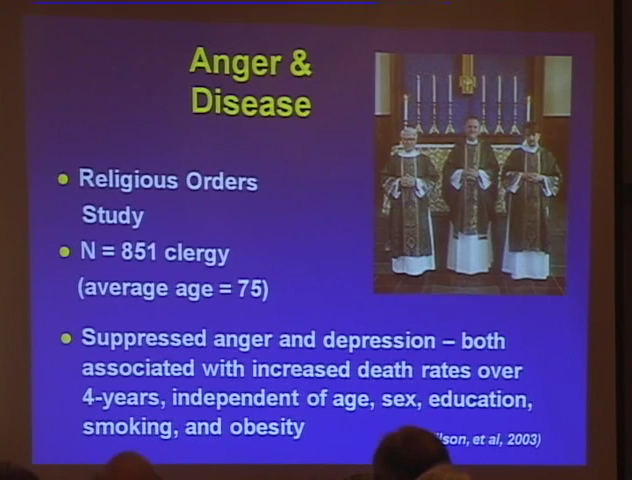 Anger &
Disease
Religious Orders
Study
N = 851 clergy
(average age = 75)
Suppressed anger and depression – both
associated with increased death rates over
4-years, independent of age, sex, education,
smoking, and obesity
et al, 2003)